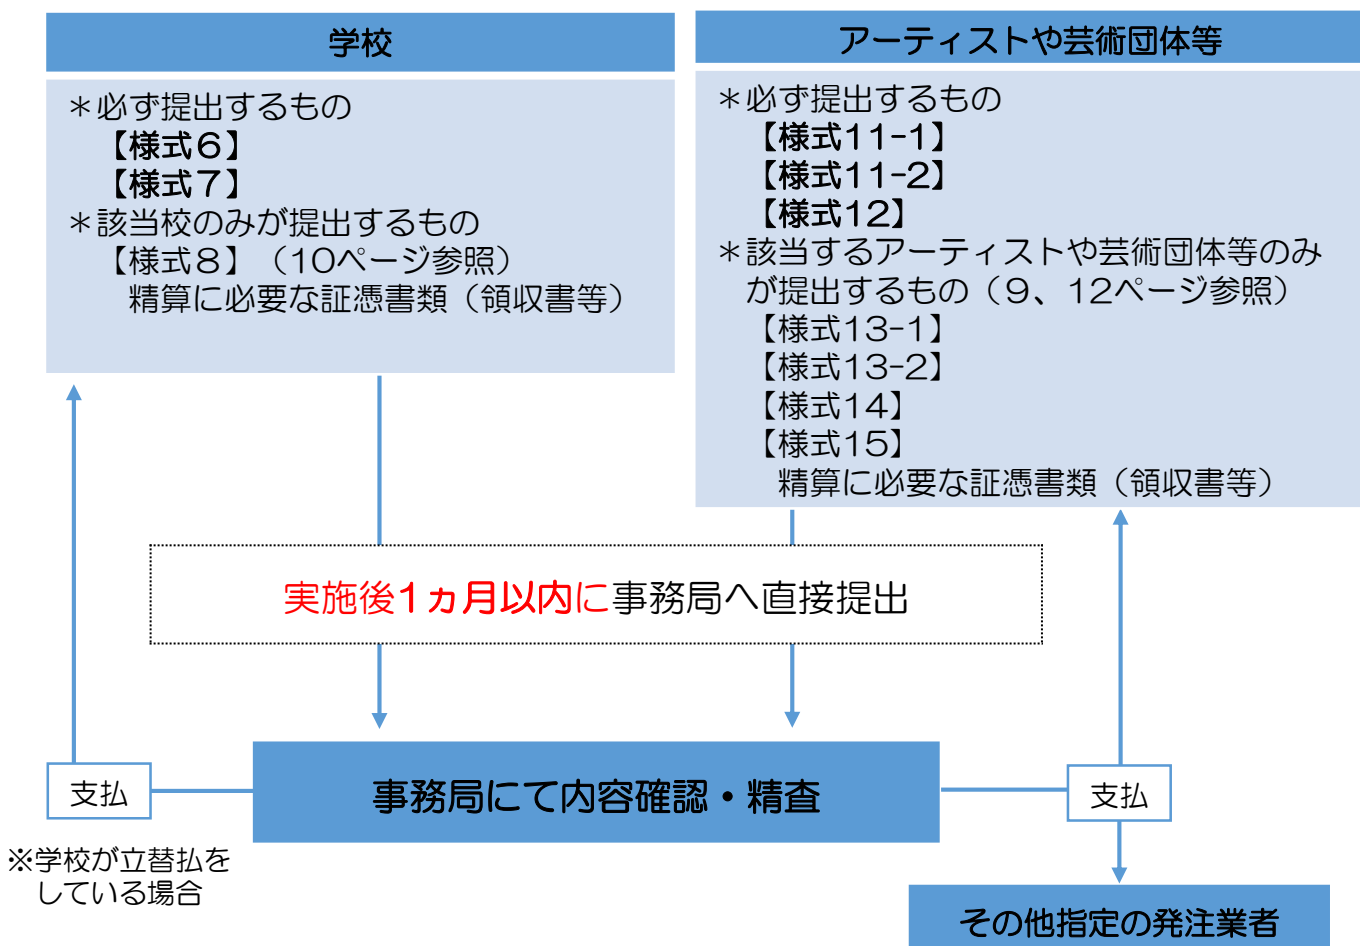 学校
＊必ず提出するもの
【様式６】
【様式７】
＊該当校のみが提出するもの
【様式８】（10ページ参照）
精算に必要な証憑書類（領収書等）
アーティストや芸術団体等
＊必ず提出するもの
【様式11-1】
【様式11-2】
【様式12】
＊該当するアーティストや芸術団体等のみ
が提出するもの（９、12ページ参照）
【様式13-1】
【様式13-2】
【様式14】
【様式15】
精算に必要な証憑書類（領収書等）
実施後１ヵ月以内に事務局へ直接提出
支払
事務局にて内容確認・精査
支払
※学校が立替払を
している場合
その他指定の発注業者